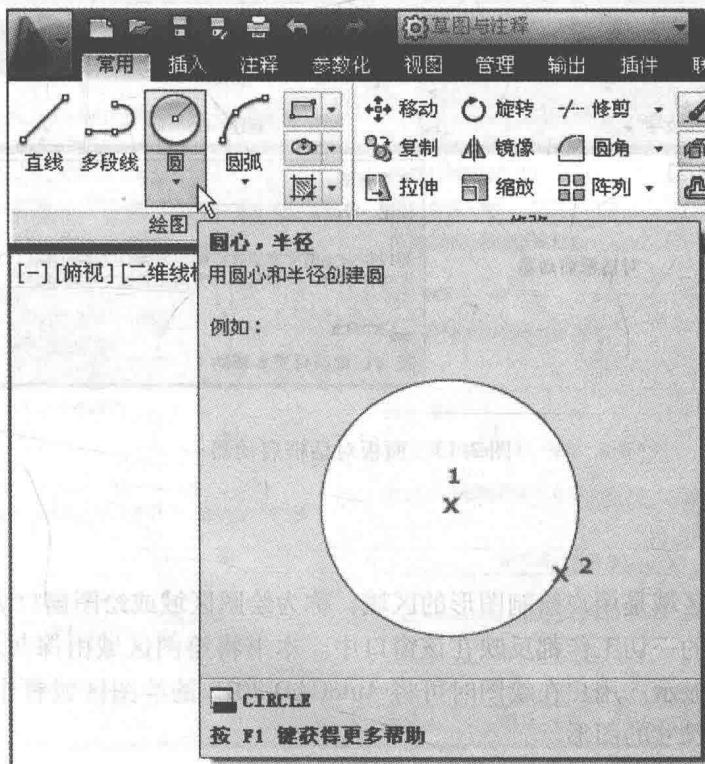 草图与注释
常用 插入 注释 参数化 视图 管理 输出 插件
直线 多段线 圆 圆弧
移动 旋转 修剪
复制 镜像 圆角
拉伸 缩放 阵列
绘图
[-][俯视][二维线
圆心，半径
用圆心和半径创建圆
例如：
1
2
CIRCLE
按 F1 键获得更多帮助